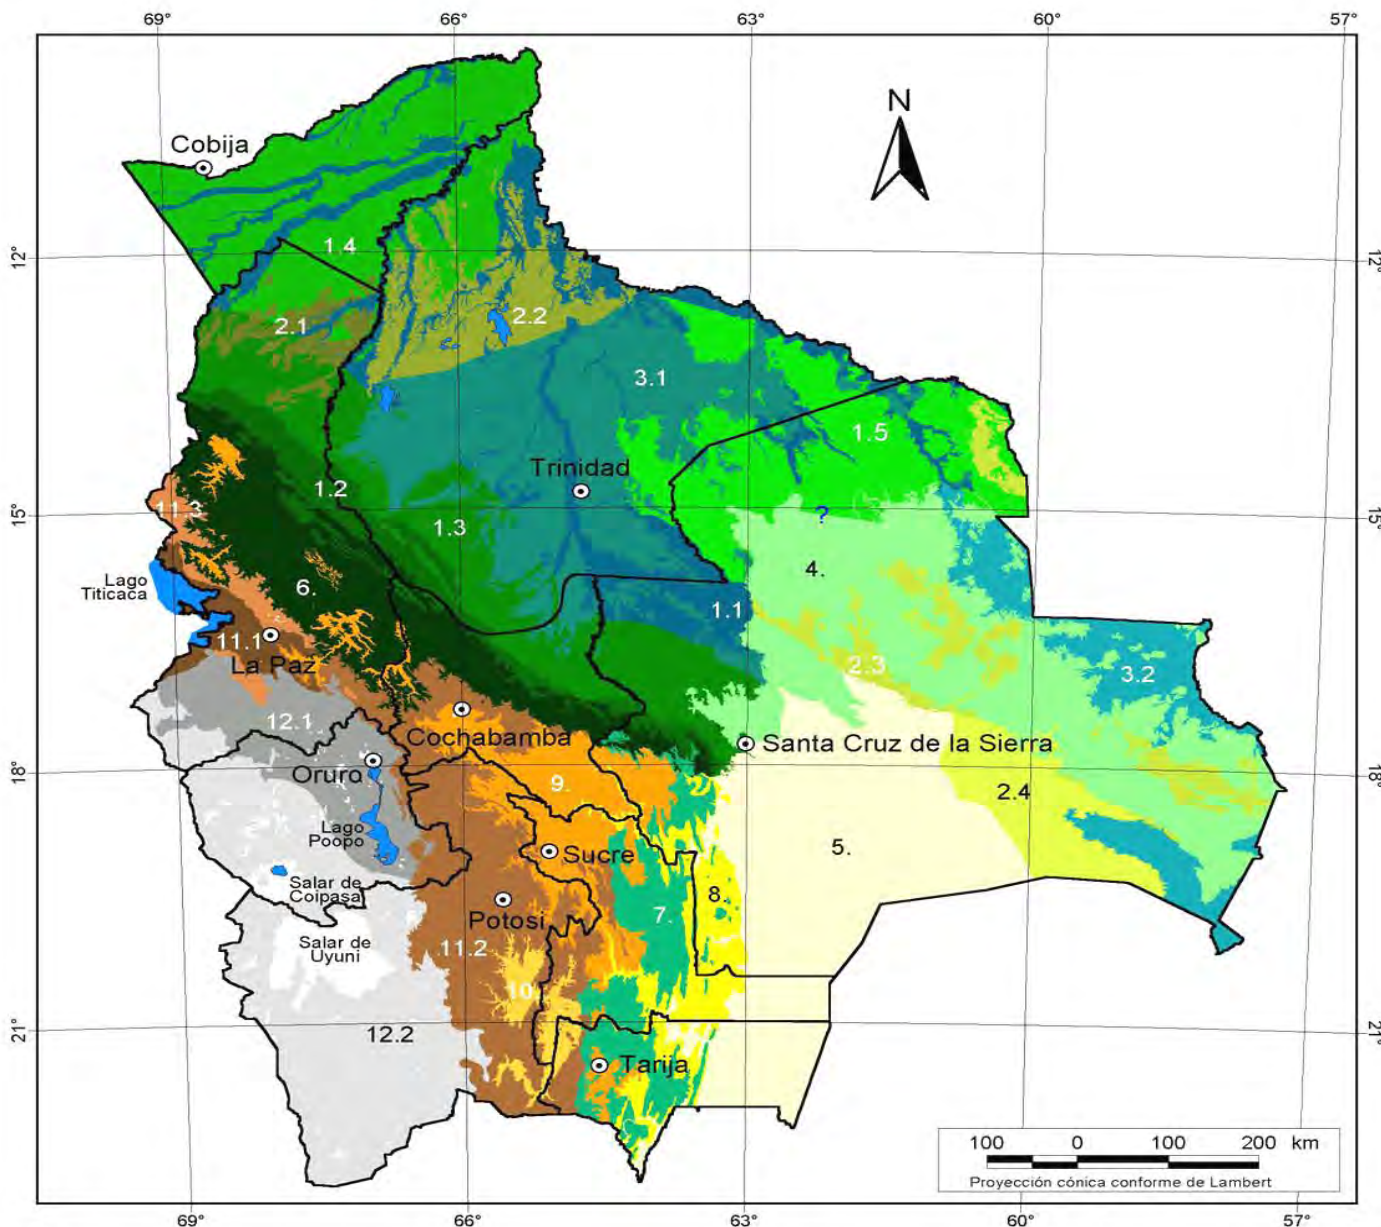 69°
66°
63°
60°
57°
N
Cobija
1.4
12°
12°
2.1
2.2
3.1
1.5
Trinidad
1.2
11.3
15°
1.3
?
15°
4.
Lago
Titicaca
6.
1.1
11.1
La Paz
2.3
3.2
12.1
Cochabamba
Santa Cruz de la Sierra
Oruro
18°
18°
9.
2.4
Lago
Poopo
Sucre
5.
Salar de
Coipasa
8.
Potosi
7.
Salar de
Uyuni
11.2
10.
21°
12.2
21°
Tarija
100 0 100 200 km
Proyección cónica conforme de Lambert
69°
66°
63°
60°
57°